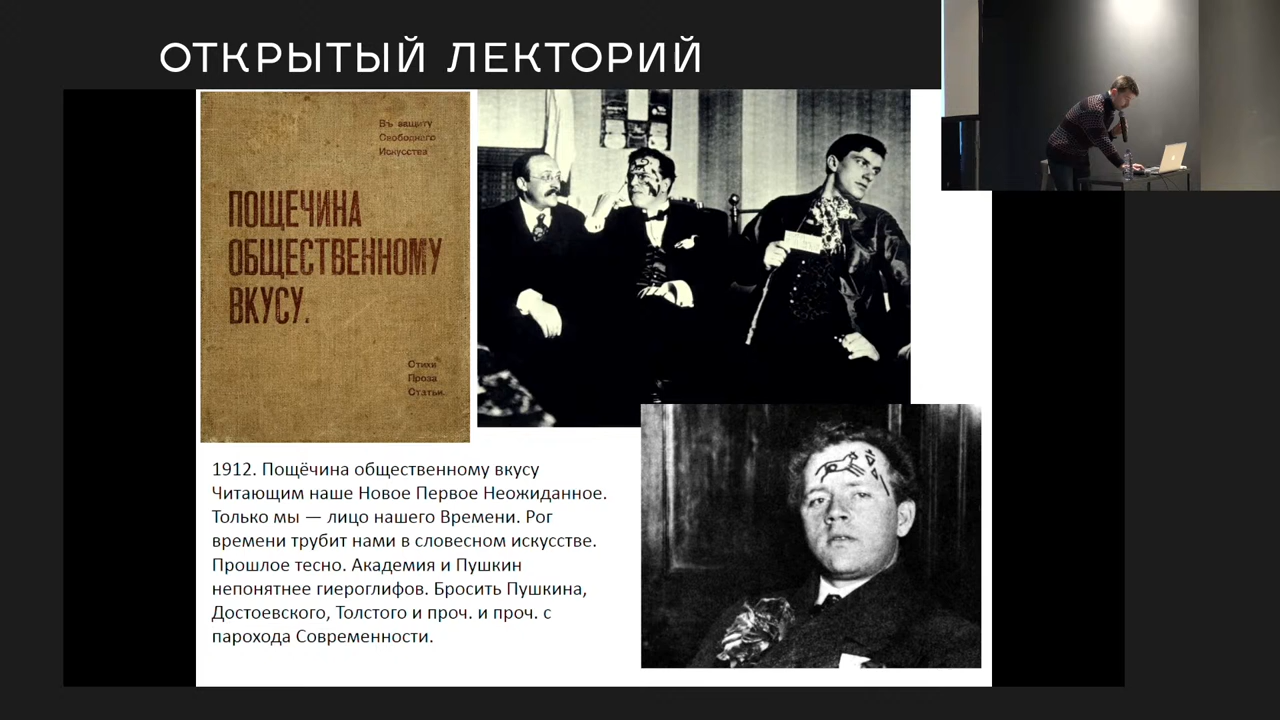 ОТКРЫТЫЙ ЛЕКТОРИЙ
Въ защиту
Свободнаго
Искусства
ПОЩЕЧИНА
ОБЩЕСТВЕННОМУ
ВКУСУ.
Стихи
Проза
Статьи
1912. Пощёчина общественному вкусу
Читающим наше Новое Первое Неожиданное.
Только мы — лицо нашего Времени. Рог
времени трубит нами в словесном искусстве.
Прошлое тесно. Академия и Пушкин
непонятнее гиероглифов. Бросить Пушкина,
Достоевского, Толстого и проч. и проч. с
парохода Современности.